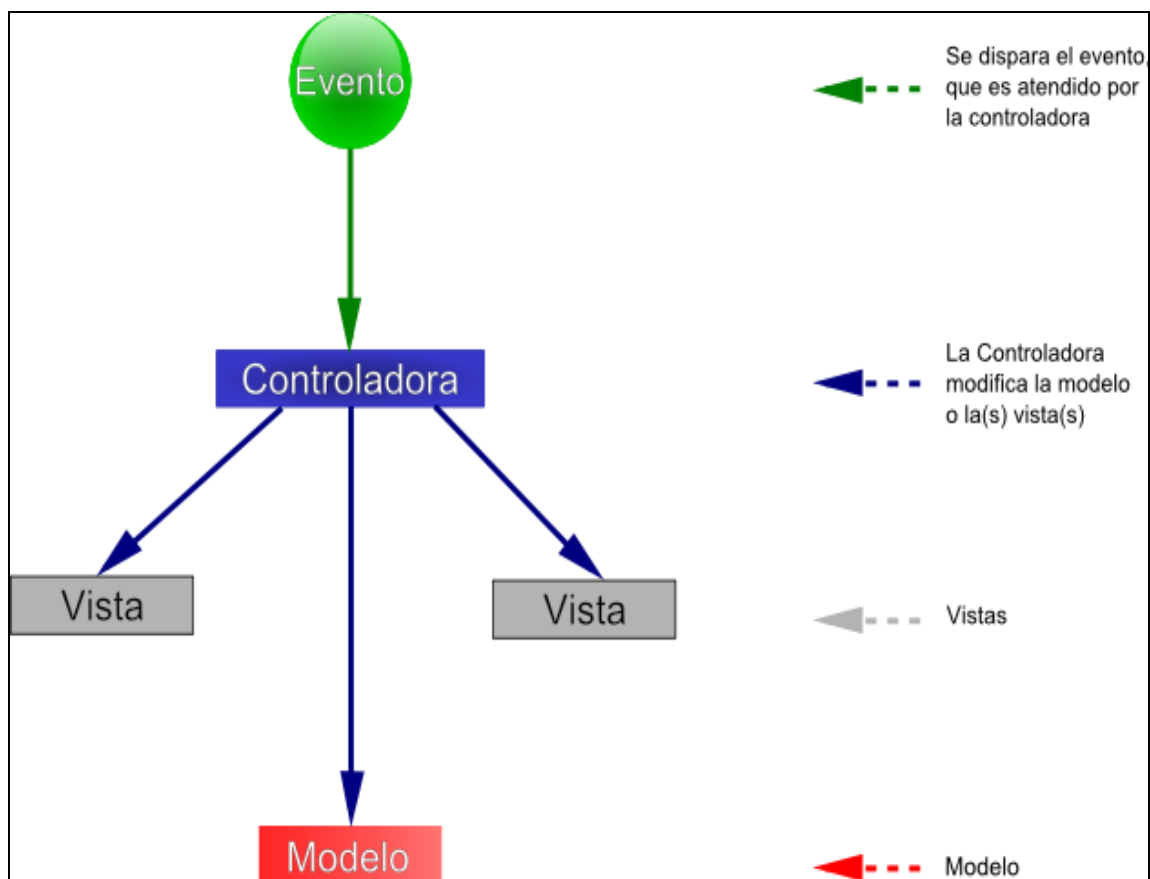 Evento
Se dispara el evento,
que es atendido por
la controladora
Controladora
La Controladora
modifica la modelo
o la(s) vista(s)
Vista
Vista
Vistas
Modelo
Modelo